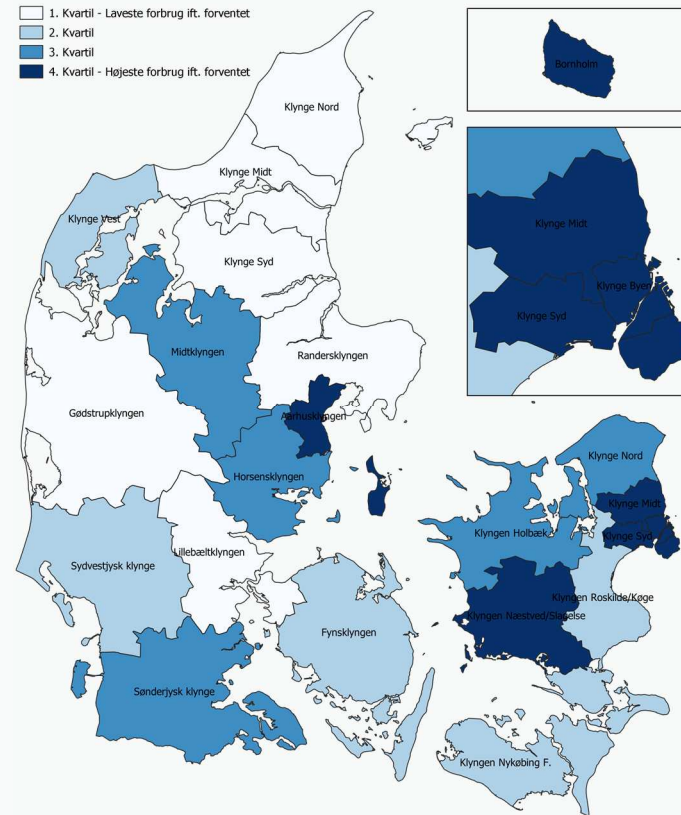 1. Kvartil - Laveste forbrug ift. forventet
2. Kvartil
3. Kvartil
4. Kvartil - Højeste forbrug ift. forventet
Bornholm
Klynge Nord
Klynge Midt
Klynge Vest
Klynge Syd
Klynge Midt
Klynge Byen
Klynge Syd
Midtklyngen
Randersklyngen
Gødstrupklyngen
Aarhusklyngen
Horsensklyngen
Klynge Nord
Klynge Midt
Klyngen Holbæk
Klynge Syd
Lillebæltklyngen
Sydvestjysk klynge
Klyngen Roskilde/Køge
Klyngen Næstved/Slagelse
Fynsklyngen
Sønderjysk klynge
Klyngen Nykøbing F.